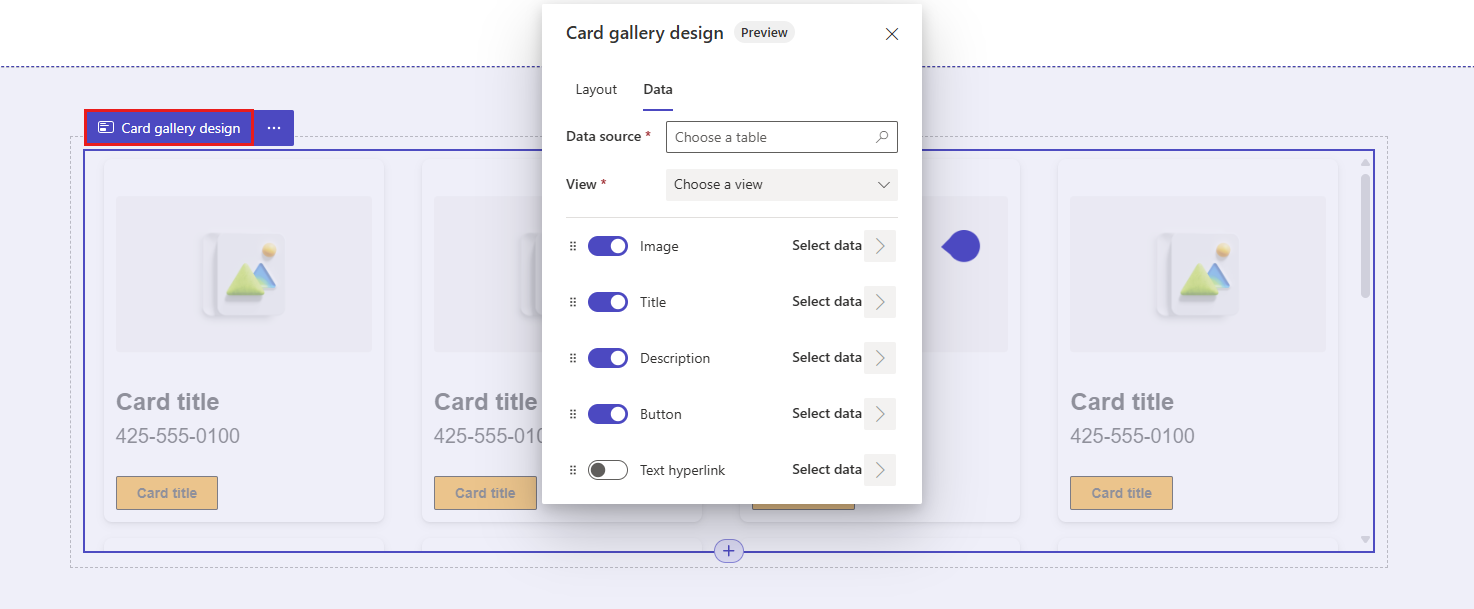 Card gallery design Preview
Layout Data
Data source * Choose a table
View * Choose a view
Image Select data
Title Select data
Description Select data
Button Select data
Text hyperlink Select data
Card gallery design ...
Card title
425-555-0100
Card title
Card title
425-555-010
Card title
Card title
425-555-0100
Card title
+